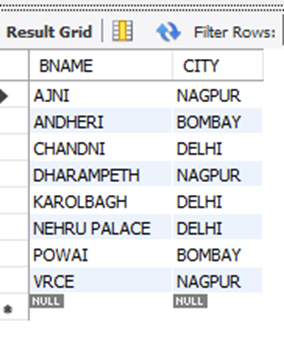 Result Grid Filter Rows:
BNAME CITY
AJNI NAGPUR
ANDHERI BOMBAY
CHANDNI DELHI
DHARAMPETH NAGPUR
KAROLBAGH DELHI
NEHRU PALACE DELHI
POWAI BOMBAY
VRCE NAGPUR
NULL NULL